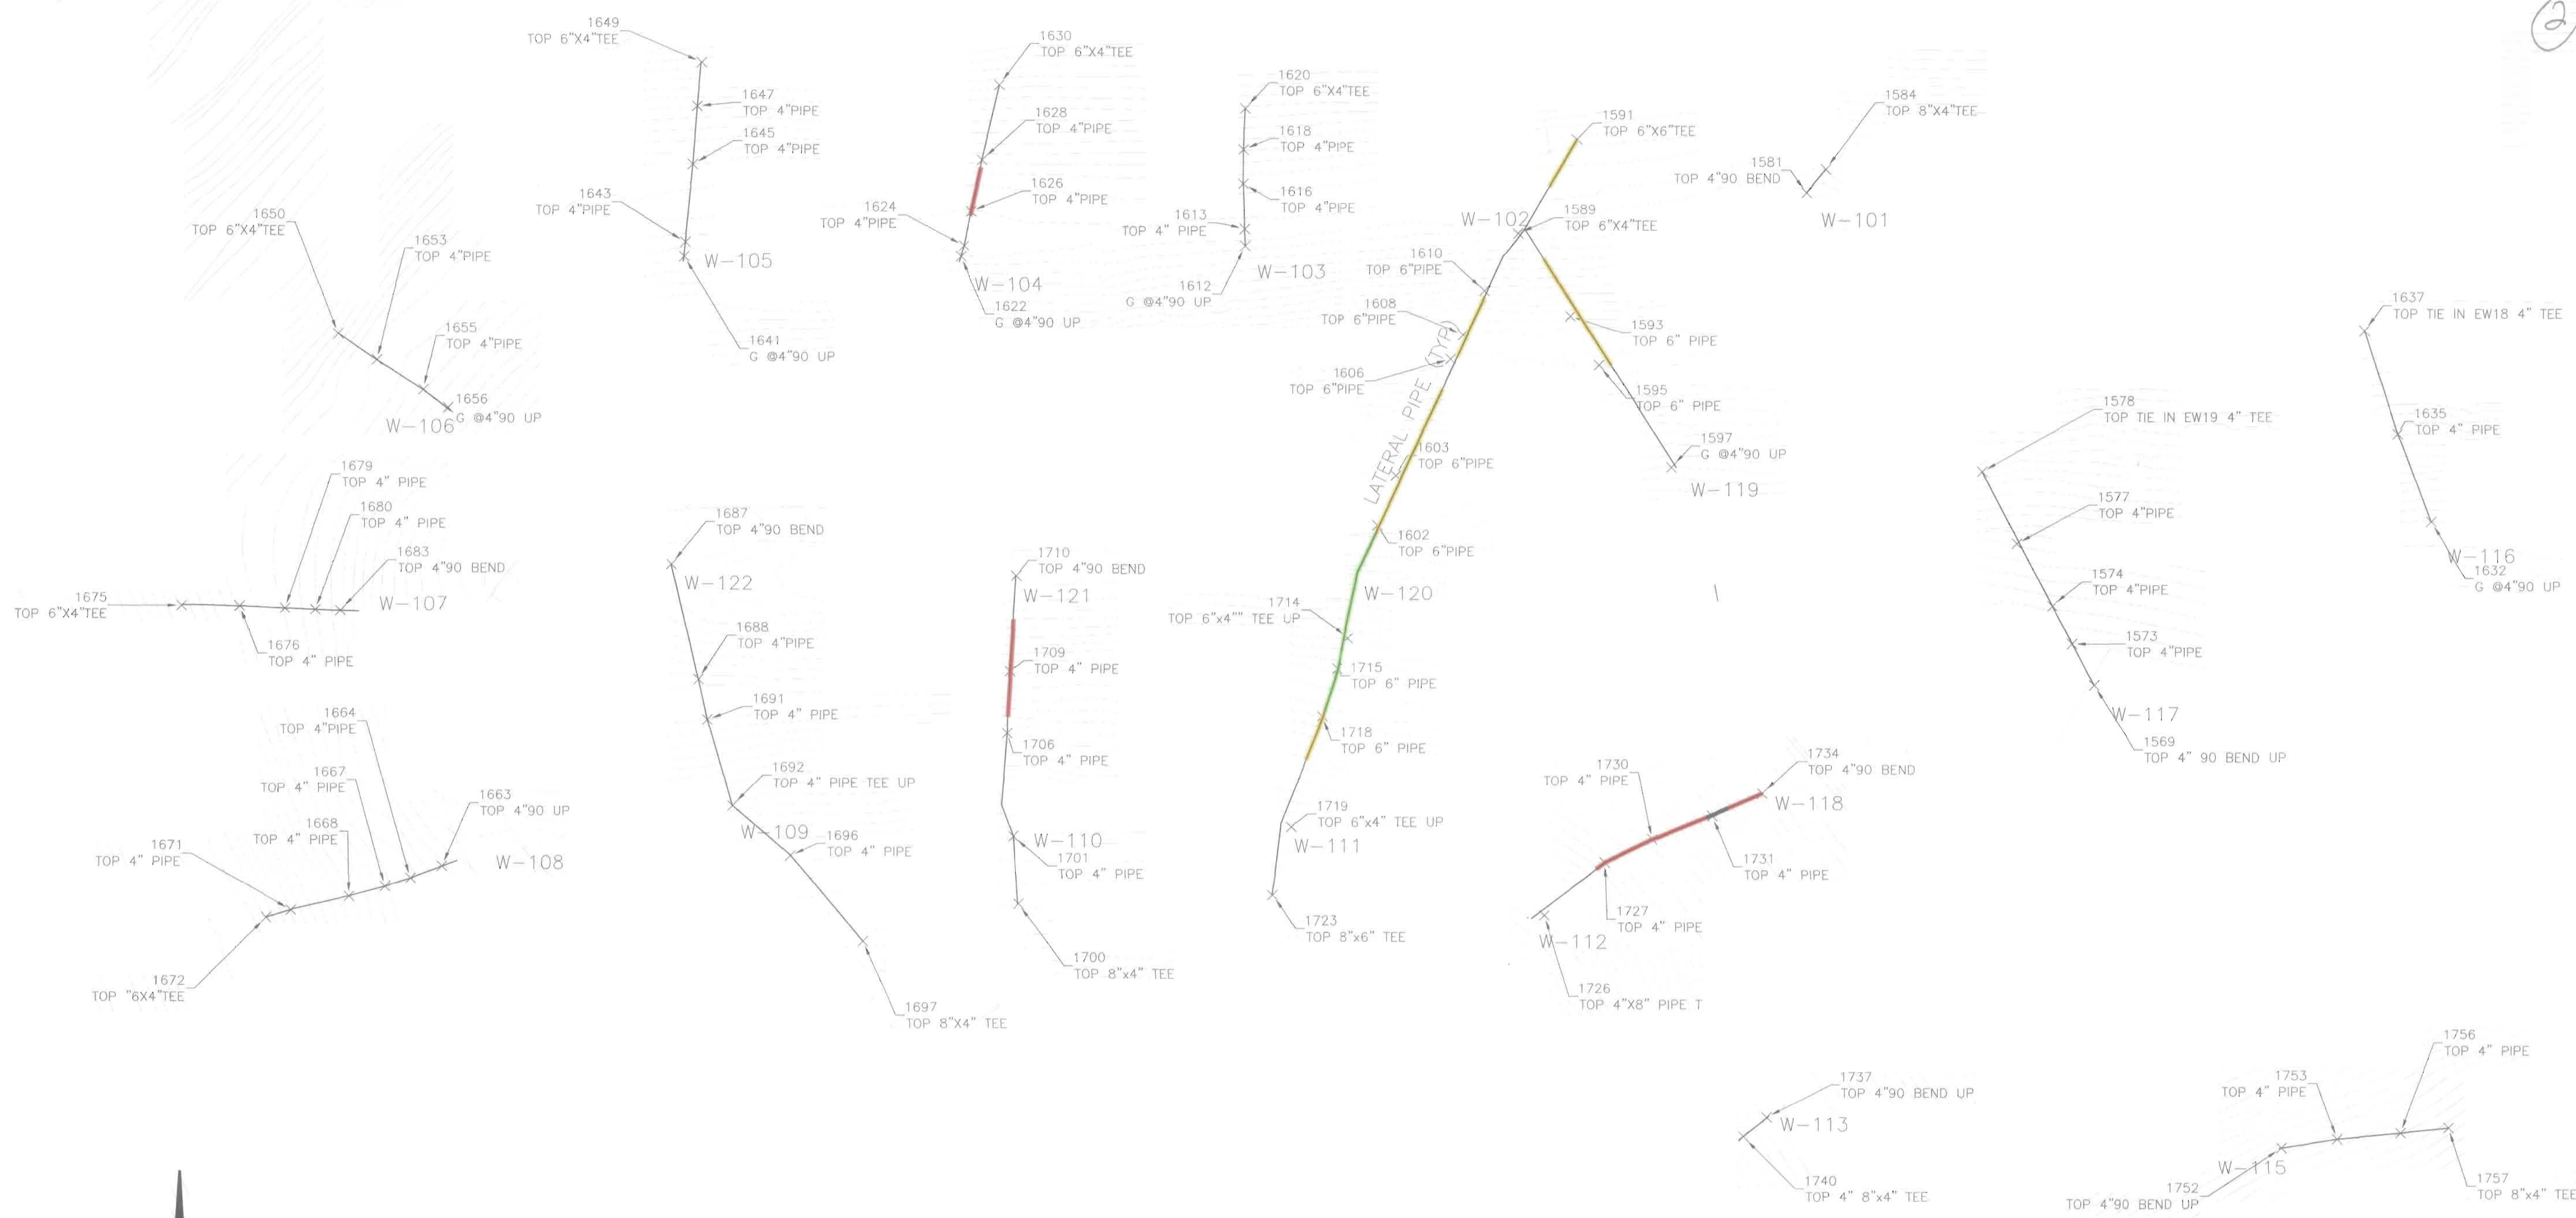 2
1649
TOP 6"X4"TEE
1647
TOP 4"PIPE
1645
TOP 4"PIPE
1643
TOP 4"PIPE
W-105
1641
G @4"90 UP
1630
TOP 6"X4"TEE
1628
TOP 4"PIPE
1626
TOP 4"PIPE
1624
TOP 4"PIPE
W-104
1622
G @4"90 UP
1620
TOP 6"X4"TEE
1618
TOP 4"PIPE
1616
TOP 4"PIPE
1613
TOP 4" PIPE
W-103
1612
G @4"90 UP
1591
TOP 6"X6"TEE
W-102
1589
TOP 6"X4"TEE
1610
TOP 6"PIPE
1608
TOP 6"PIPE
1606
TOP 6"PIPE
LATERAL PIPE (TYP)
1593
TOP 6" PIPE
1595
TOP 6" PIPE
1597
G @4"90 UP
W-119
1603
TOP 6"PIPE
1602
TOP 6"PIPE
W-120
1714
TOP 6"x4"" TEE UP
1715
TOP 6" PIPE
1718
TOP 6" PIPE
1719
TOP 6"x4" TEE UP
W-111
1723
TOP 8"x6" TEE
1584
TOP 8"X4"TEE
1581
TOP 4"90 BEND
W-101
1650
TOP 6"X4"TEE
1653
TOP 4"PIPE
1655
TOP 4"PIPE
1656
G @4"90 UP
W-106
1679
TOP 4" PIPE
1680
TOP 4" PIPE
1683
TOP 4"90 BEND
W-107
1675
TOP 6"X4"TEE
1676
TOP 4" PIPE
1664
TOP 4"PIPE
1667
TOP 4" PIPE
1663
TOP 4"90 UP
1668
TOP 4" PIPE
1671
TOP 4" PIPE
W-108
1672
TOP "6X4"TEE
1687
TOP 4"90 BEND
W-122
1688
TOP 4"PIPE
1691
TOP 4" PIPE
1692
TOP 4" PIPE TEE UP
W-109
1696
TOP 4" PIPE
1697
TOP 8"X4" TEE
1710
TOP 4"90 BEND
W-121
1709
TOP 4" PIPE
1706
TOP 4" PIPE
W-110
1701
TOP 4" PIPE
1700
TOP 8"x4" TEE
1730
TOP 4" PIPE
1734
TOP 4"90 BEND
W-118
1731
TOP 4" PIPE
1727
TOP 4" PIPE
W-112
1726
TOP 4"X8" PIPE T
1637
TOP TIE IN EW18 4" TEE
1635
TOP 4" PIPE
W-116
1632
G @4"90 UP
1578
TOP TIE IN EW19 4" TEE
1577
TOP 4"PIPE
1574
TOP 4"PIPE
1573
TOP 4"PIPE
W-117
1569
TOP 4" 90 BEND UP
1737
TOP 4"90 BEND UP
W-113
1740
TOP 4" 8"x4" TEE
1756
TOP 4" PIPE
1753
TOP 4" PIPE
W-115
1752
TOP 4"90 BEND UP
1757
TOP 8"x4" TEE